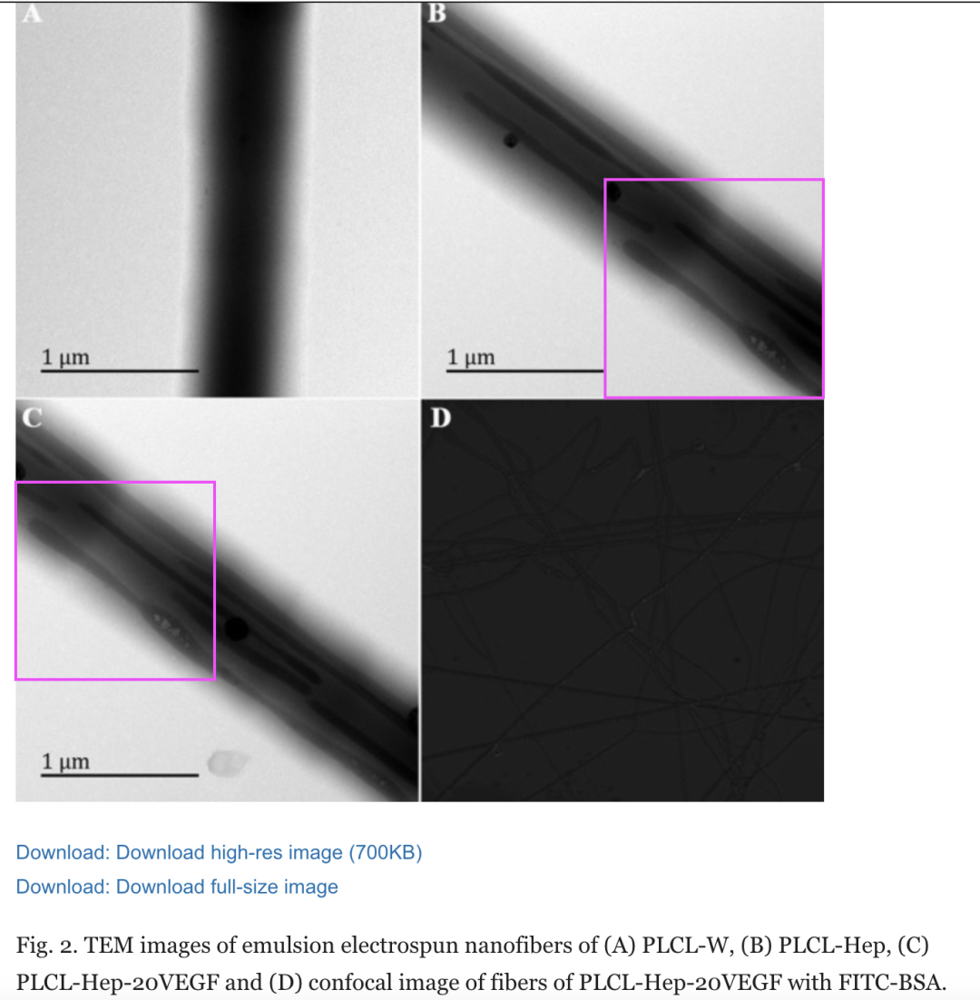 A
B
1 μm
1 μm
C
D
1 μm
Download: Download high-res image (700KB)
Download: Download full-size image
Fig. 2. TEM images of emulsion electrospun nanofibers of (A) PLCL-W, (B) PLCL-Hep, (C)
PLCL-Hep-20VEGF and (D) confocal image of fibers of PLCL-Hep-20VEGF with FITC-BSA.